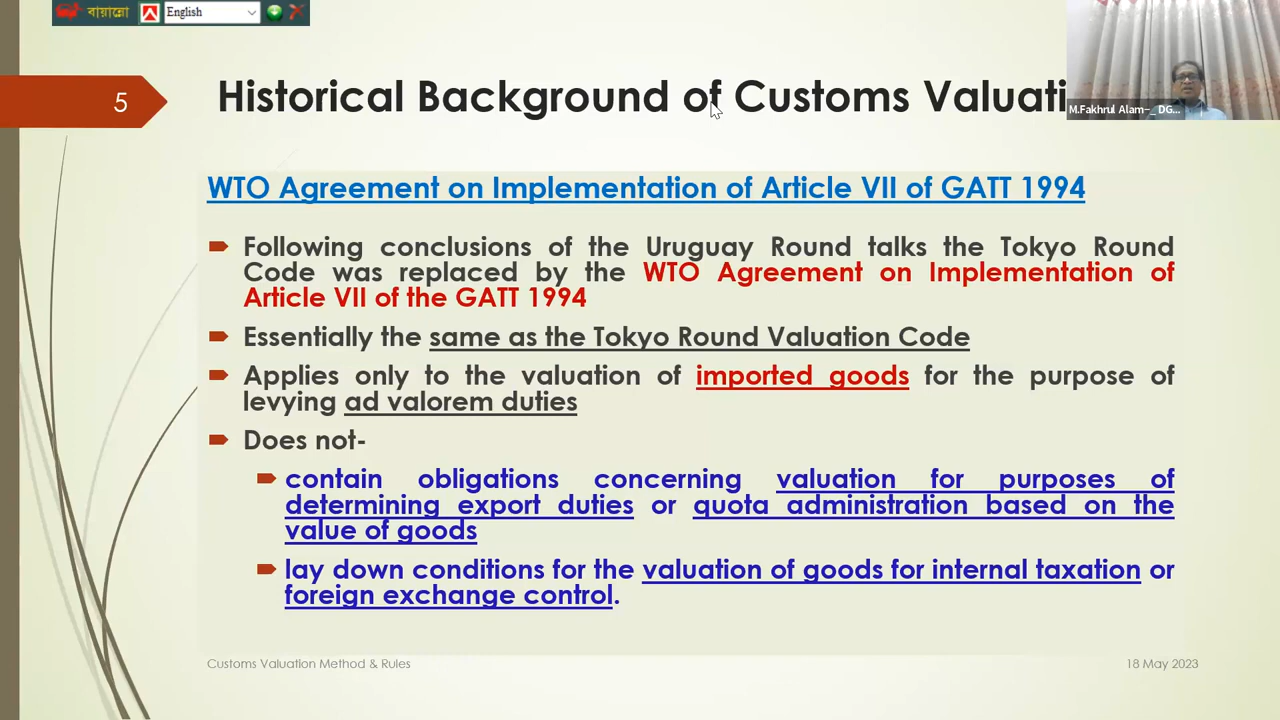 বায়ান্নো
English
5
Historical Background of Customs Valuati
M.Fakhrul Alam--_ DG...
WTO Agreement on Implementation of Article VII of GATT 1994
Following conclusions of the Uruguay Round talks the Tokyo Round
Code was replaced by the WTO Agreement on Implementation of
Article VII of the GATT 1994
Essentially the same as the Tokyo Round Valuation Code
Applies only to the valuation of imported goods for the purpose of
levying ad valorem duties
Does not-
contain obligations concerning valuation for purposes of
determining export duties or quota administration based on the
value of goods
lay down conditions for the valuation of goods for internal taxation or
foreign exchange control.
Customs Valuation Method & Rules
18 May 2023